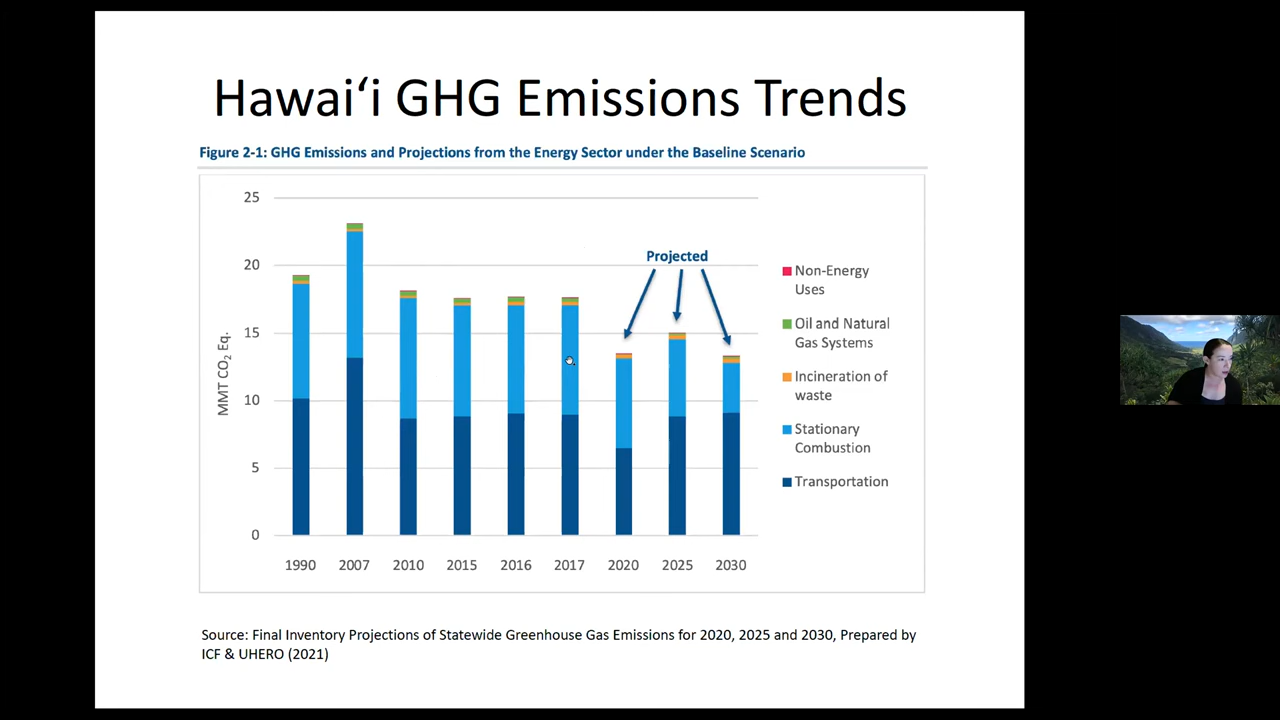 Hawaiʻi GHG Emissions Trends
Figure 2-1: GHG Emissions and Projections from the Energy Sector under the Baseline Scenario
25
20
15
10
5
0
MMT CO₂ Eq.
1990
2007
2010
2015
2016
2017
2020
2025
2030
Projected
Non-Energy
Uses
Oil and Natural
Gas Systems
Incineration of
waste
Stationary
Combustion
Transportation
Source: Final Inventory Projections of Statewide Greenhouse Gas Emissions for 2020, 2025 and 2030, Prepared by
ICF & UHERO (2021)